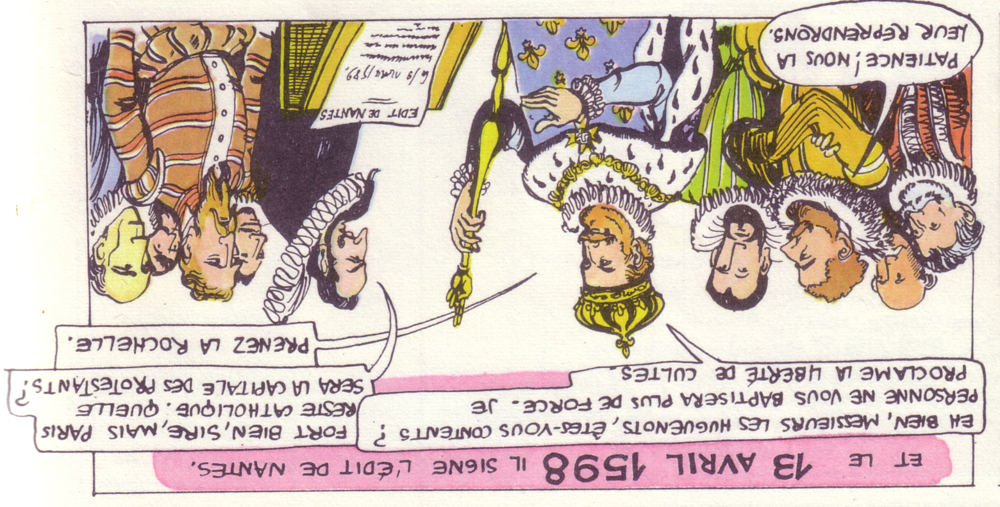 ET LE 13 AVRIL 1598 IL SIGNE L'ÉDIT DE NANTES.
EH BIEN, MESSIEURS LES HUGUENOTS, ÊTES-VOUS CONTENTS ?
PERSONNE NE VOUS BAPTISERA PLUS DE FORCE. JE
PROCLAME LA LIBERTÉ DE CULTES.
FORT BIEN, SIRE, MAIS PARIS
RESTE CATHOLIQUE. QUELLE
SERA LA CAPITALE DES PROTESTANTS ?
PRENEZ LA ROCHELLE.
EDIT DE NANTES
PATIENCE ! NOUS LA
LEUR REPRENDRONS.